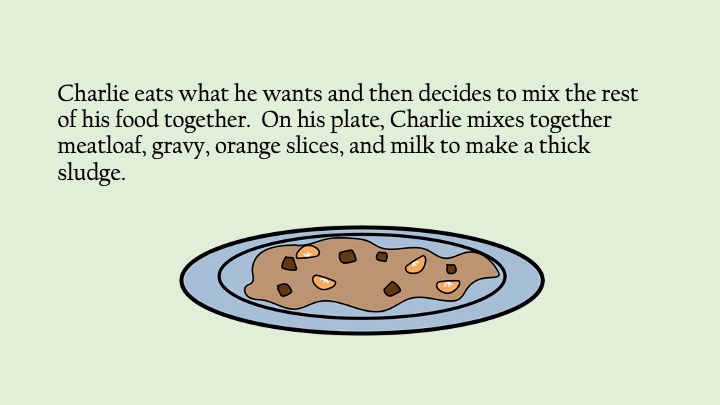 Charlie eats what he wants and then decides to mix the rest
of his food together.  On his plate, Charlie mixes together
meatloaf, gravy, orange slices, and milk to make a thick
sludge.